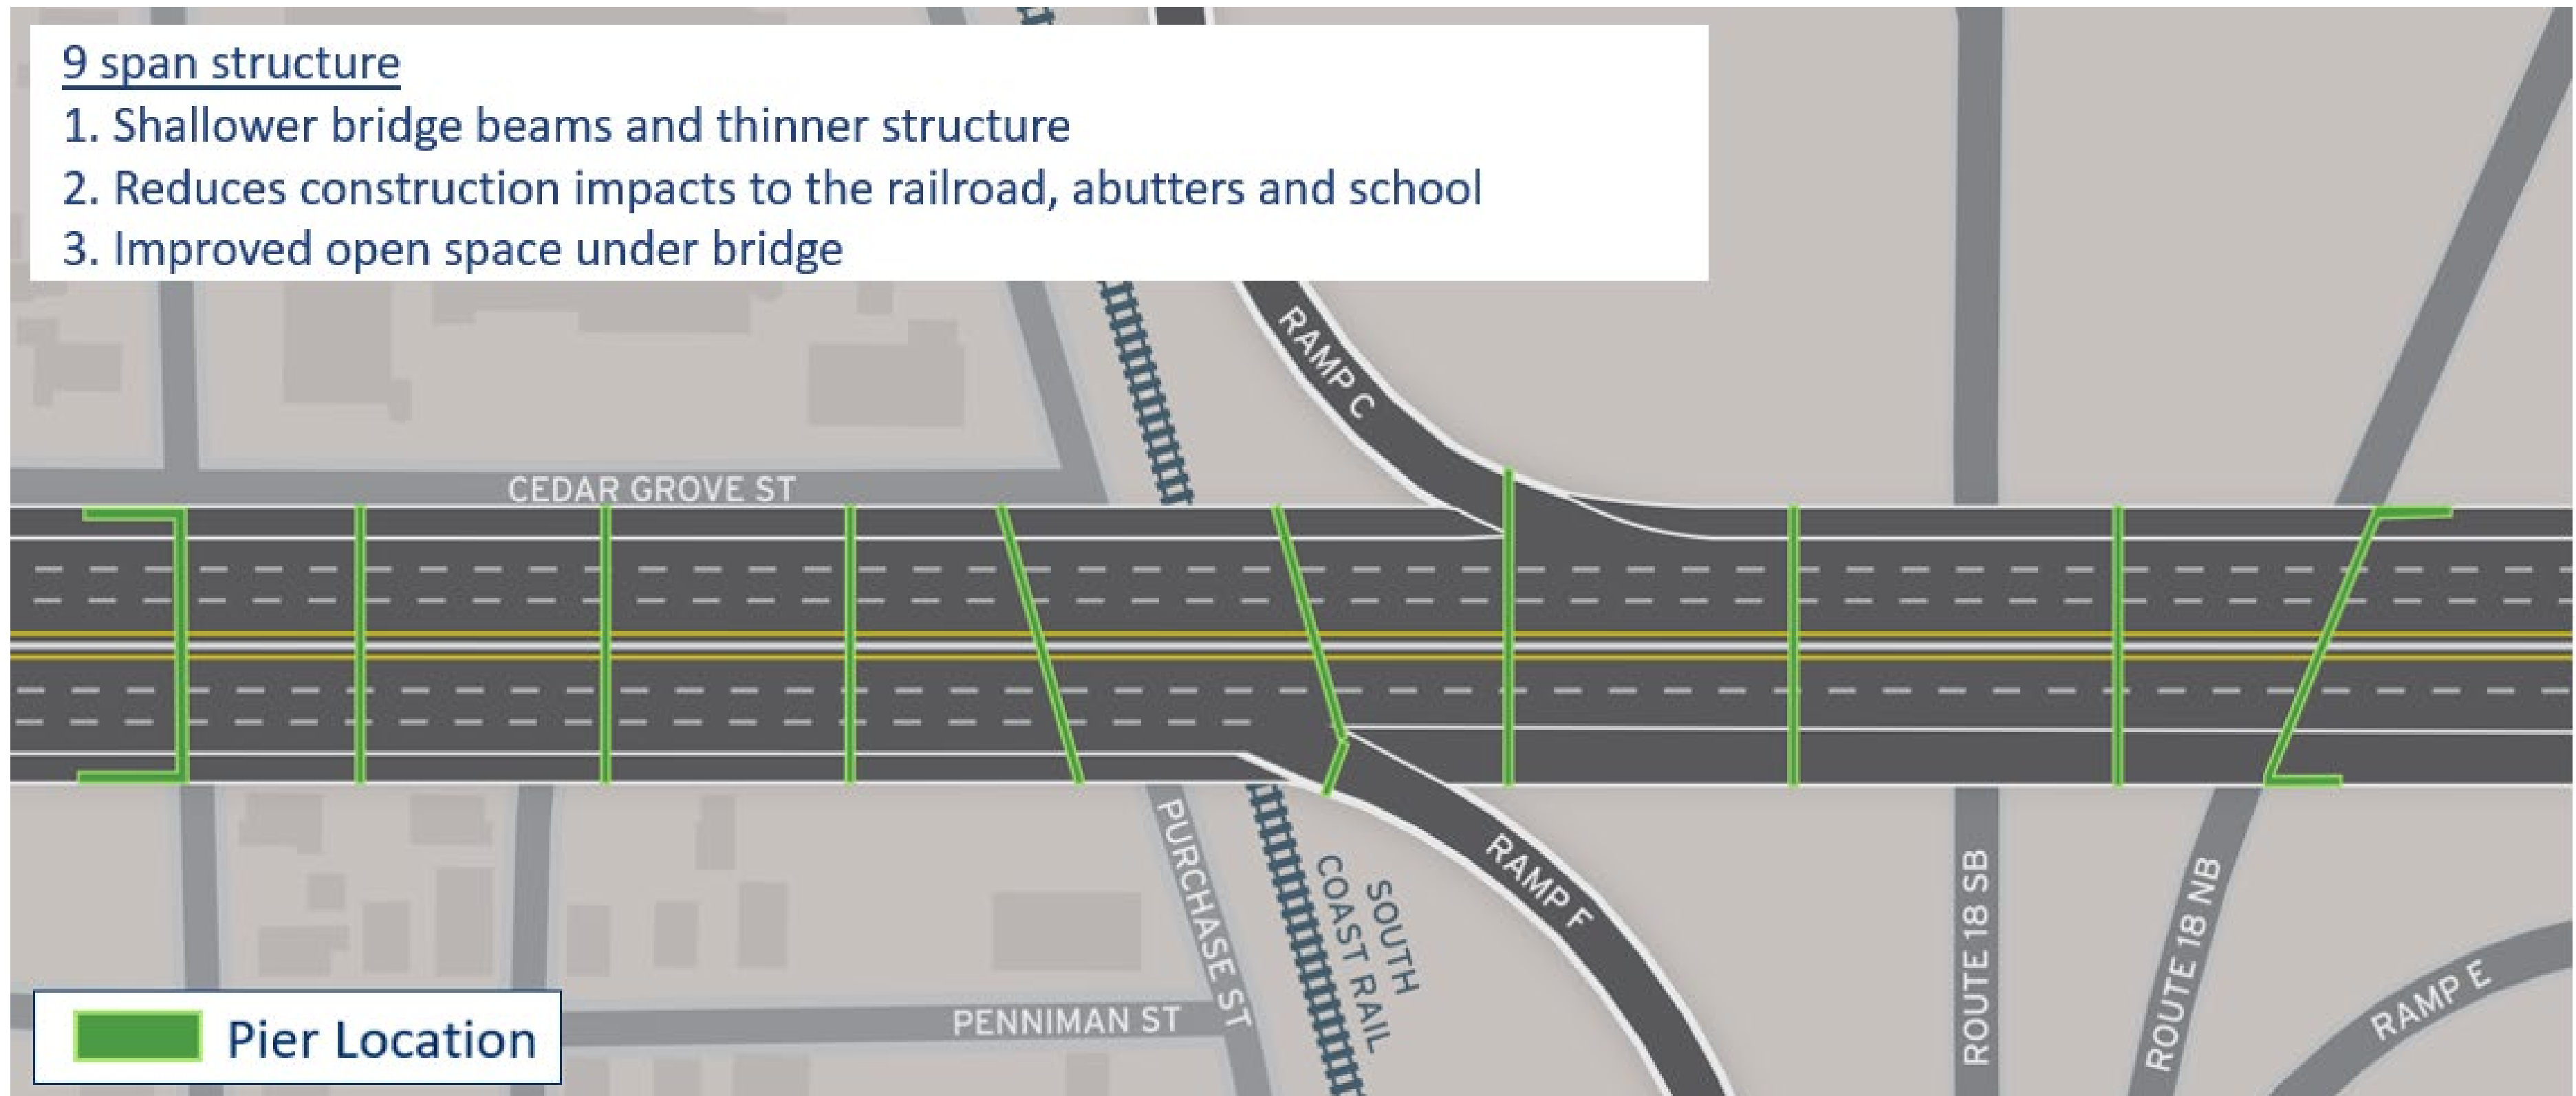 9 span structure
1. Shallower bridge beams and thinner structure
2. Reduces construction impacts to the railroad, abutters and school
3. Improved open space under bridge
RAMP C
CEDAR GROVE ST
PURCHASE ST
SOUTH
COAST RAIL
RAMP F
ROUTE 18 SB
ROUTE 18 NB
RAMP E
PENNIMAN ST
Pier Location